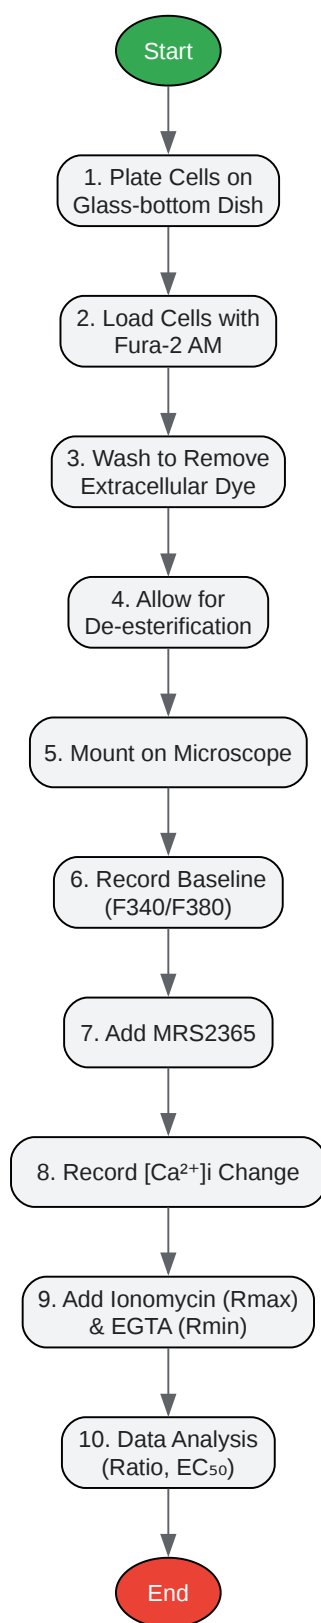 Start
1. Plate Cells on
Glass-bottom Dish
2. Load Cells with
Fura-2 AM
3. Wash to Remove
Extracellular Dye
4. Allow for
De-esterification
5. Mount on Microscope
6. Record Baseline
(F340/F380)
7. Add MRS2365
8. Record [Ca²⁺]i Change
9. Add Ionomycin (Rmax)
& EGTA (Rmin)
10. Data Analysis
(Ratio, EC₅₀)
End